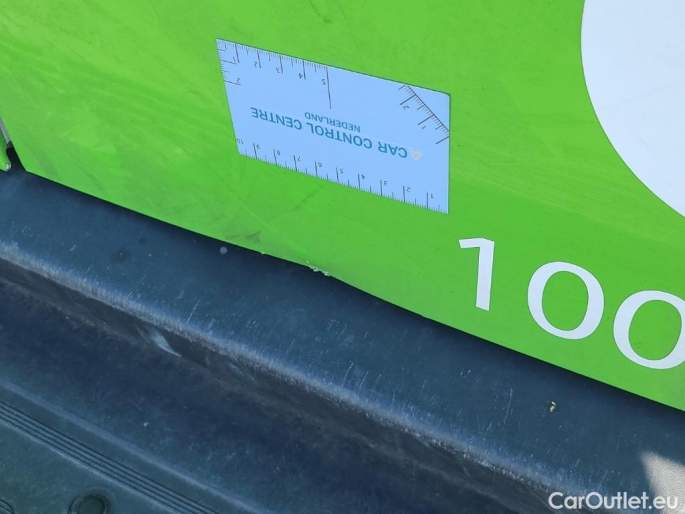 CAR CONTROL CENTRE
NEDERLAND
100
CarOutlet.eu